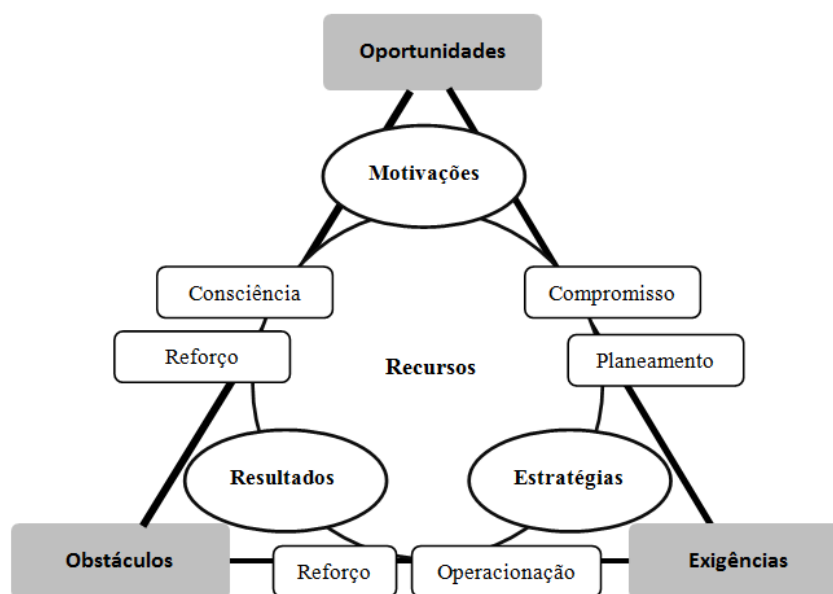 Oportunidades
Motivações
Consciência
Compromisso
Reforço
Planeamento
Recursos
Resultados
Estratégias
Obstáculos
Reforço
Operacionação
Exigências